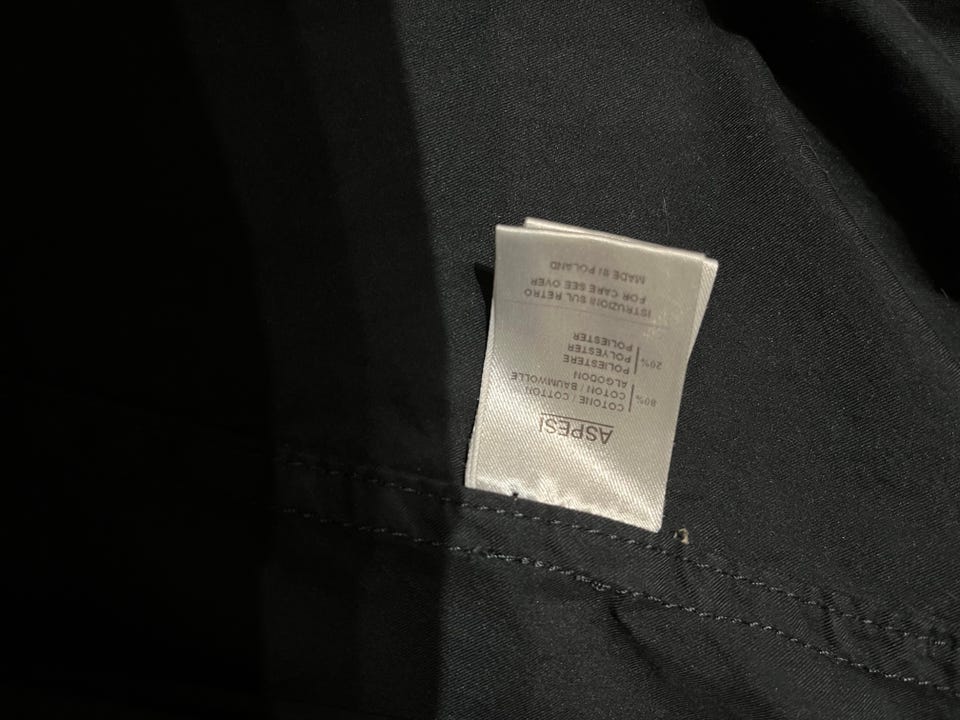 ASPESI
80% COTONE / COTTON
COTON / BAUMWOLLE
ALGODON
20% POLIESTERE
POLYESTER
POLIESTER
ISTRUZIONI SUL RETRO
FOR CARE SEE OVER
MADE IN POLAND